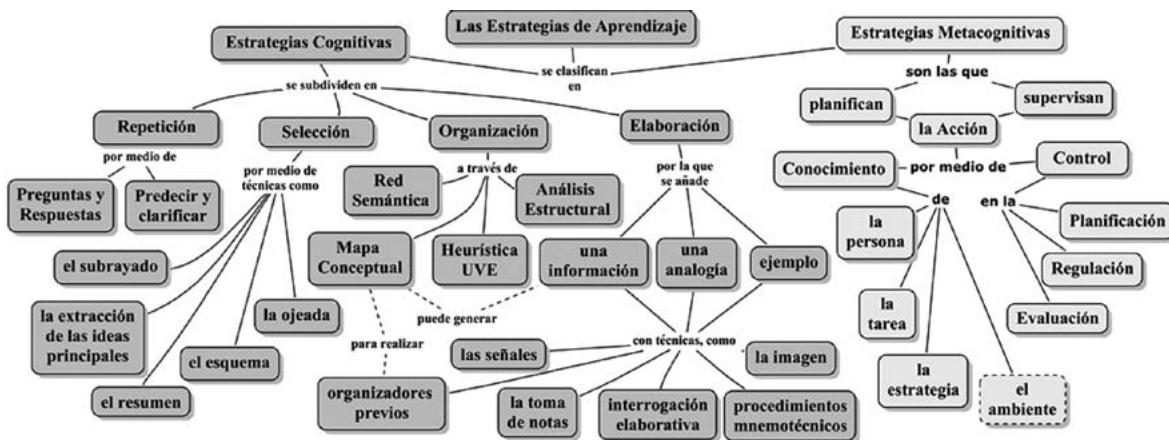 Las Estrategias de Aprendizaje
Estrategias Cognitivas
Estrategias Metacognitivas
se clasifican
en
se subdividen en
Repetición
Selección
Organización
Elaboración
por medio de
Preguntas y
Respuestas
Predecir y
clarificar
por medio de
técnicas como
el subrayado
la extracción
de las ideas
principales
el resumen
el esquema
la ojeada
a través de
Red
Semántica
Análisis
Estructural
Mapa
Conceptual
Heurística
UVE
puede generar
para realizar
por la que
se añade
una
información
una
analogía
ejemplo
con técnicas, como
las señales
la imagen
organizadores
previos
la toma
de notas
interrogación
elaborativa
procedimientos
mnemotécnicos
son las que
planifican
supervisan
la Acción
por medio de
Conocimiento
Control
de
en la
la
persona
la
tarea
la
estrategia
el
ambiente
Planificación
Regulación
Evaluación